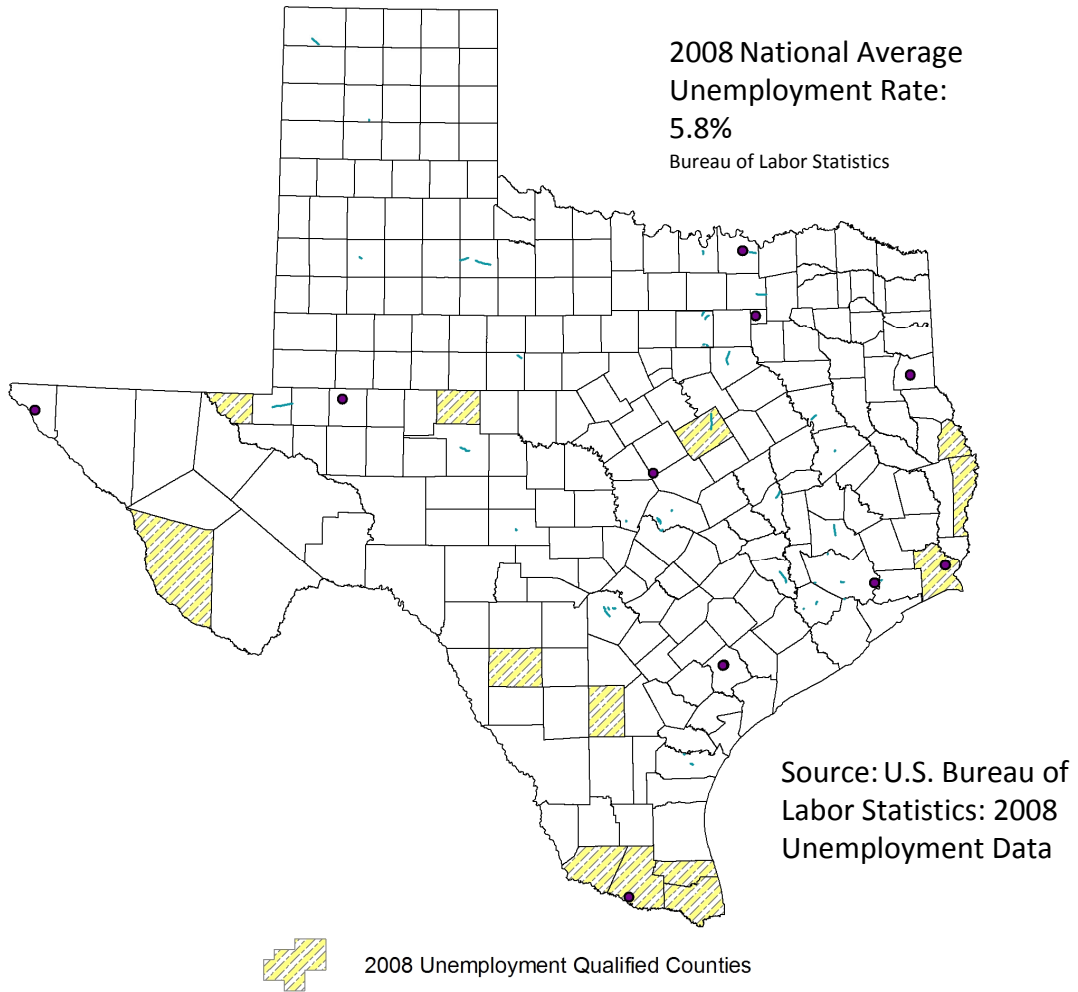 2008 National Average
Unemployment Rate:
5.8%
Bureau of Labor Statistics
Source: U.S. Bureau of
Labor Statistics: 2008
Unemployment Data
2008 Unemployment Qualified Counties